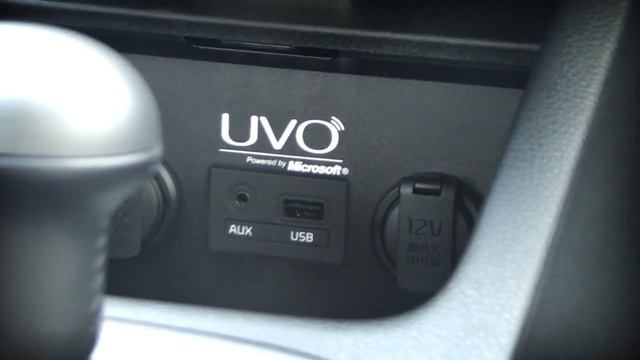 UVO
Powered by Microsoft®
AUX
USB
12V
MAX
180W